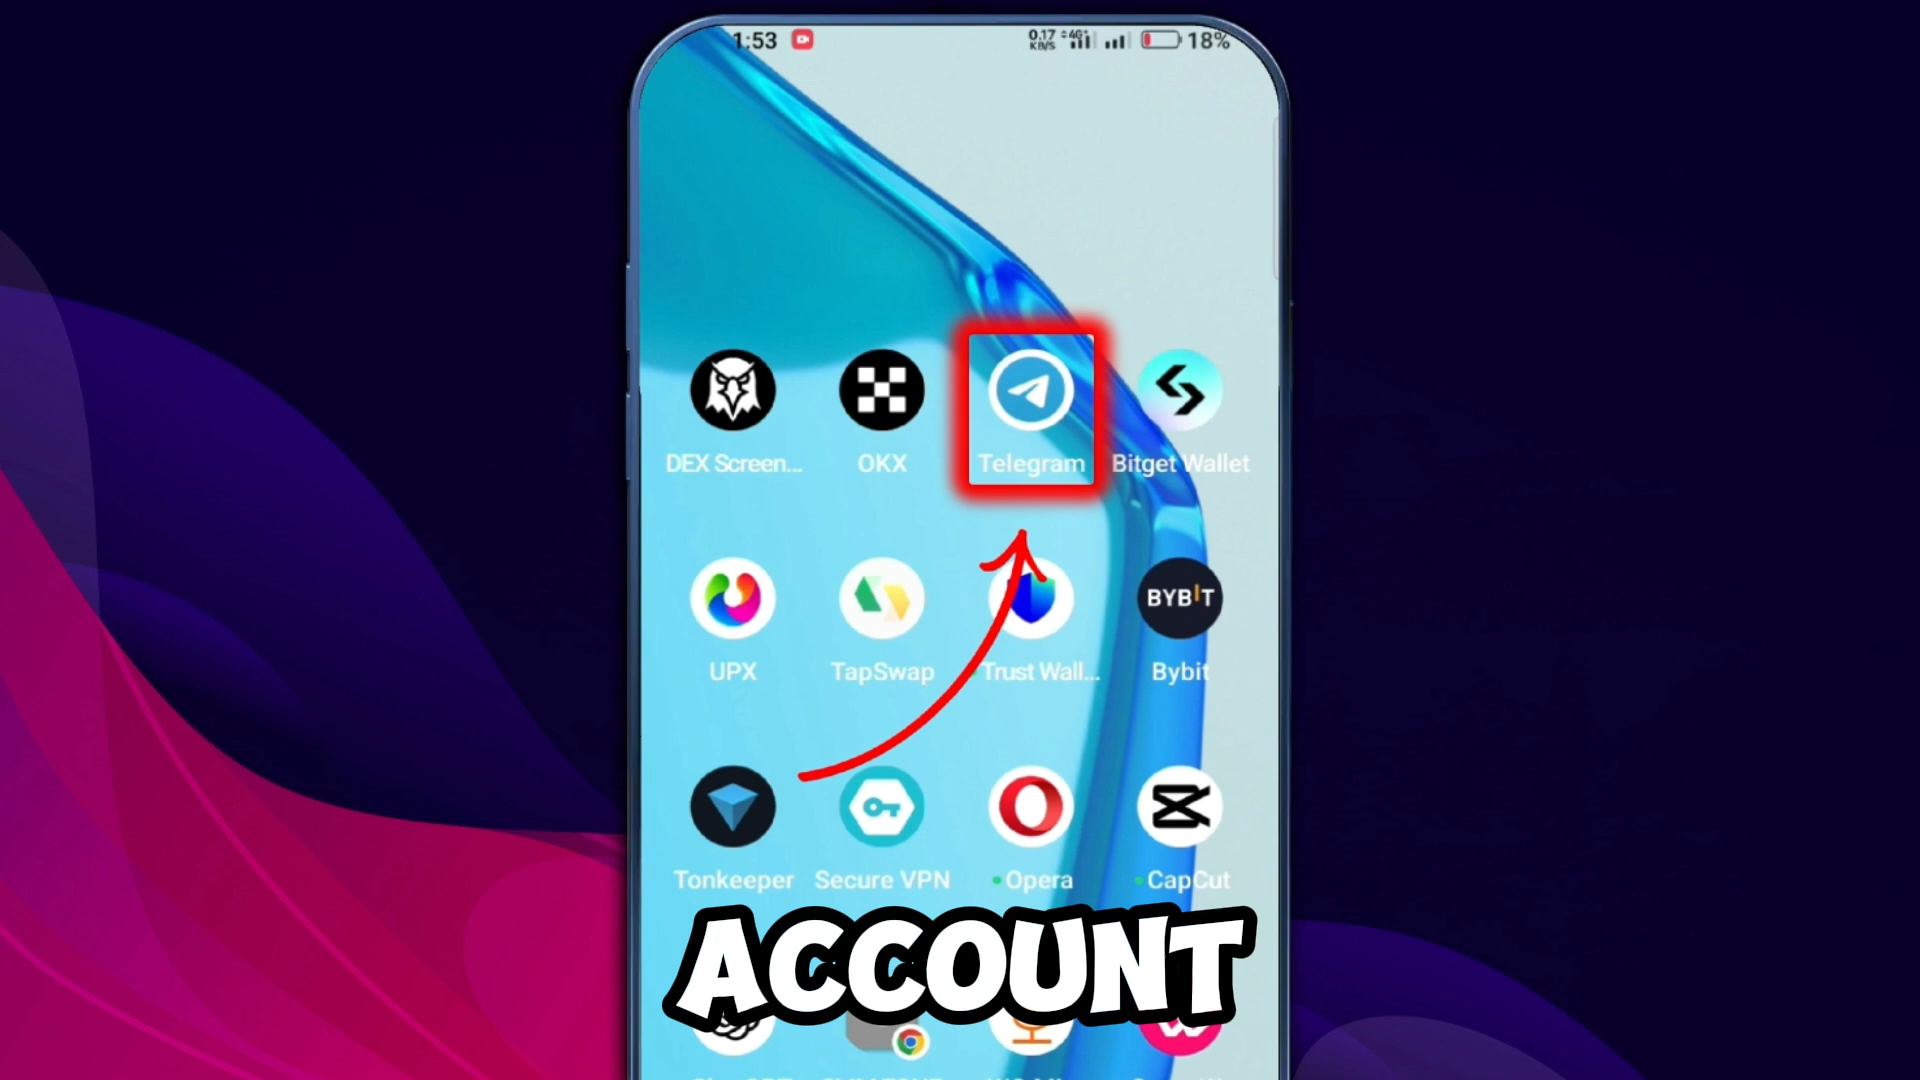 1:53 0.17 KB/S 4G+ 18%
DEX Screen... OKX Telegram Bitget Wallet
BYBIT
UPX TapSwap Trust Wall... Bybit
Tonkeeper Secure VPN Opera CapCut
ACCOUNT